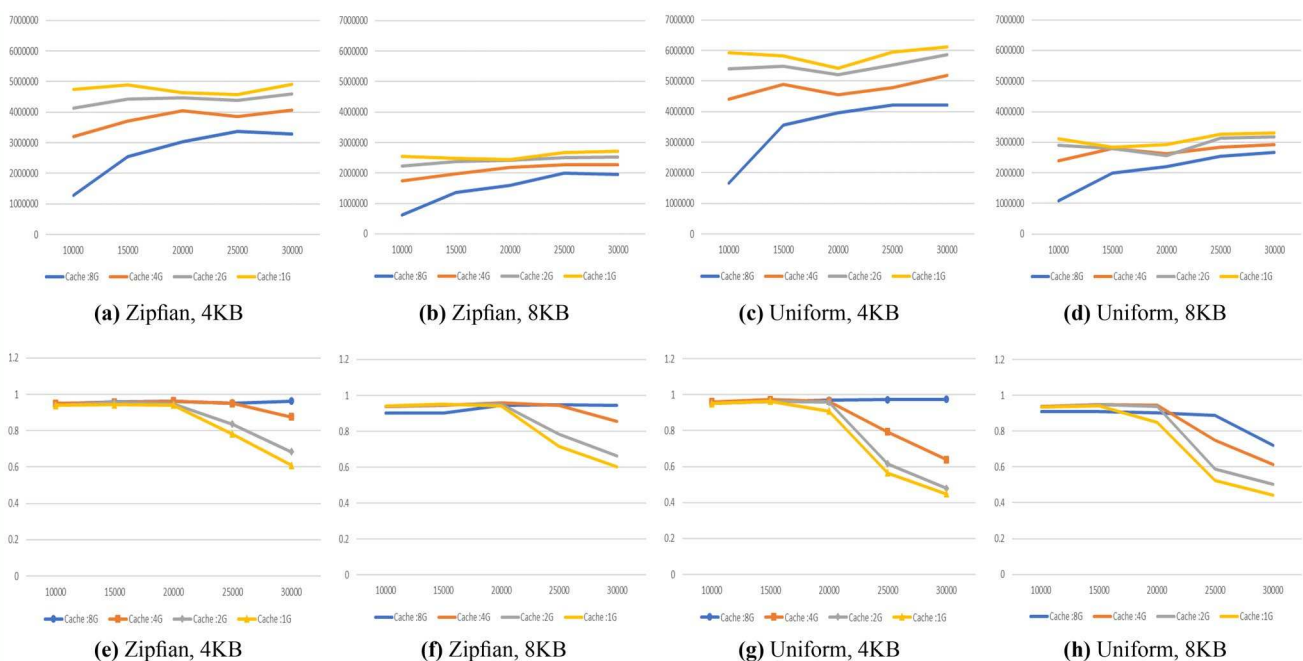 7000000
6000000
5000000
4000000
3000000
2000000
1000000
0
10000 15000 20000 25000 30000
Cache :8G Cache :4G Cache :2G Cache :1G
(a) Zipfian, 4KB
7000000
6000000
5000000
4000000
3000000
2000000
1000000
0
10000 15000 20000 25000 30000
Cache :8G Cache :4G Cache :2G Cache :1G
(b) Zipfian, 8KB
7000000
6000000
5000000
4000000
3000000
2000000
1000000
0
10000 15000 20000 25000 30000
Cache :8G Cache :4G Cache :2G Cache :1G
(c) Uniform, 4KB
7000000
6000000
5000000
4000000
3000000
2000000
1000000
0
10000 15000 20000 25000 30000
Cache :8G Cache :4G Cache :2G Cache :1G
(d) Uniform, 8KB
1.2
1
0.8
0.6
0.4
0.2
0
10000 15000 20000 25000 30000
Cache :8G Cache :4G Cache :2G Cache :1G
(e) Zipfian, 4KB
1.2
1
0.8
0.6
0.4
0.2
0
10000 15000 20000 25000 30000
Cache :8G Cache :4G Cache :2G Cache :1G
(f) Zipfian, 8KB
1.2
1
0.8
0.6
0.4
0.2
0
10000 15000 20000 25000 30000
Cache :8G Cache :4G Cache :2G Cache :1G
(g) Uniform, 4KB
1.2
1
0.8
0.6
0.4
0.2
0
10000 15000 20000 25000 30000
Cache :8G Cache :4G Cache :2G Cache :1G
(h) Uniform, 8KB